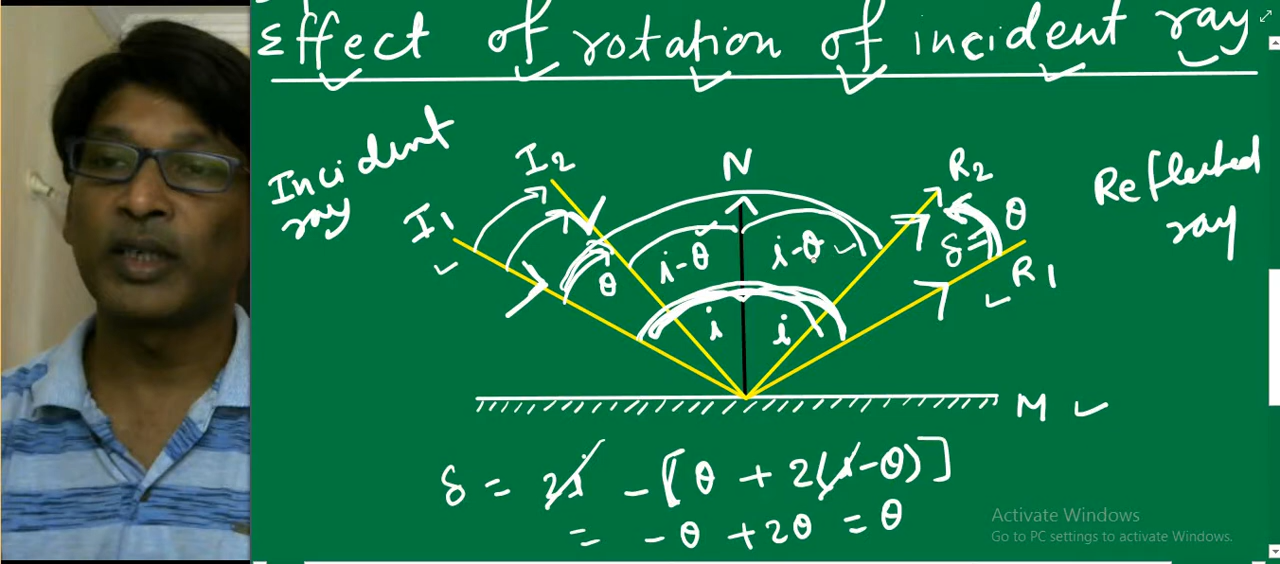 Effect of rotation of incident ray
Incident
ray
I1
I2
N
R2
Reflected
ray
θ
δ=
R1
θ
i-θ
i-θ
i
i
M
δ = 2i - [θ + 2(i-θ)]
= -θ + 2θ = θ
Activate Windows
Go to PC settings to activate Windows.